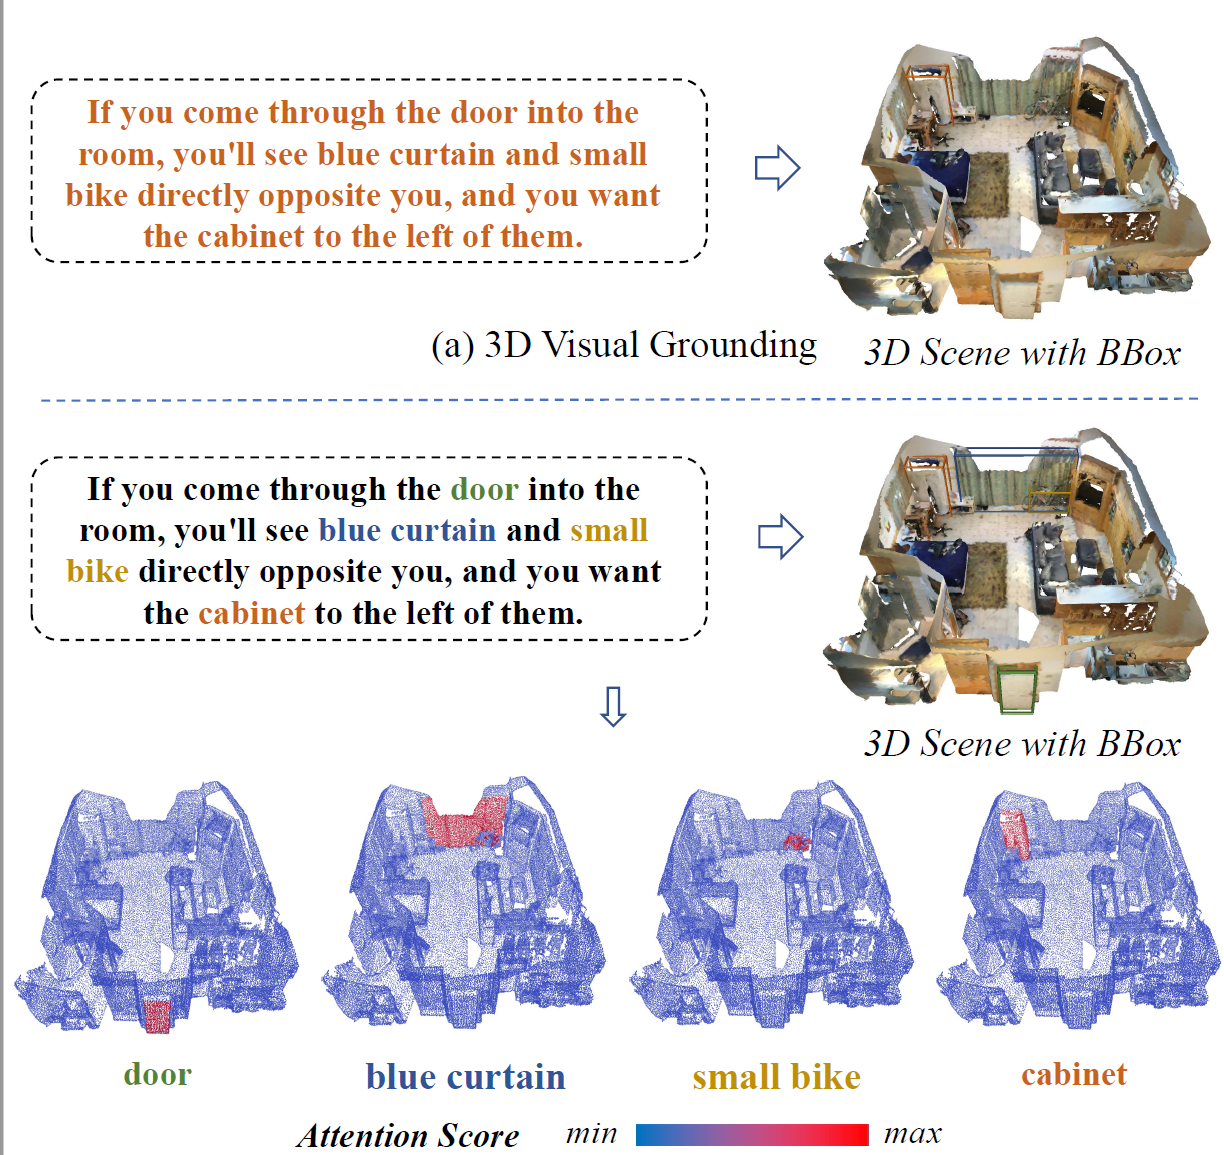 If you come through the door into the
room, you'll see blue curtain and small
bike directly opposite you, and you want
the cabinet to the left of them.
(a) 3D Visual Grounding
3D Scene with BBox
If you come through the door into the
room, you'll see blue curtain and small
bike directly opposite you, and you want
the cabinet to the left of them.
3D Scene with BBox
door
blue curtain
small bike
cabinet
Attention Score
min
max